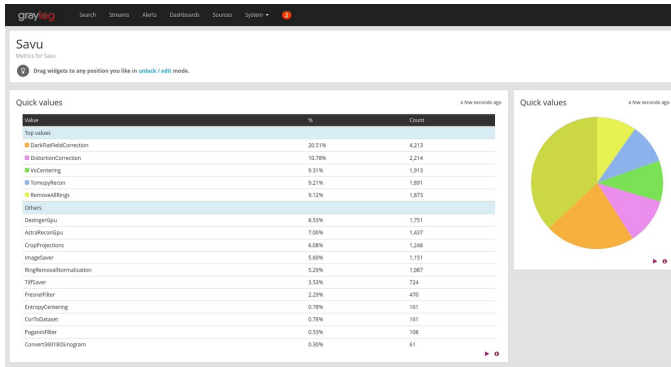 graylog Search Streams Alerts Dashboards Sources System 2
Savu
Metrics for Savu
Drag widgets to any position you like in unlock / edit mode.
Quick values a few seconds ago
Value % Count
Top values
DarkFlatFieldCorrection 20.51% 4,213
DistortionCorrection 10.78% 2,214
VoCentering 9.31% 1,913
TomopyRecon 9.21% 1,891
RemoveAllRings 9.12% 1,873
Others
DezingerGpu 8.53% 1,751
AstraReconGpu 7.00% 1,437
CropProjections 6.08% 1,248
ImageSaver 5.60% 1,151
RingRemovalNormalization 5.29% 1,087
TiffSaver 3.53% 724
FresnelFilter 2.29% 470
EntropyCentering 0.78% 161
CorToDataset 0.78% 161
PaganinFilter 0.53% 108
Convert360180Sinogram 0.30% 61
Quick values a few seconds ago